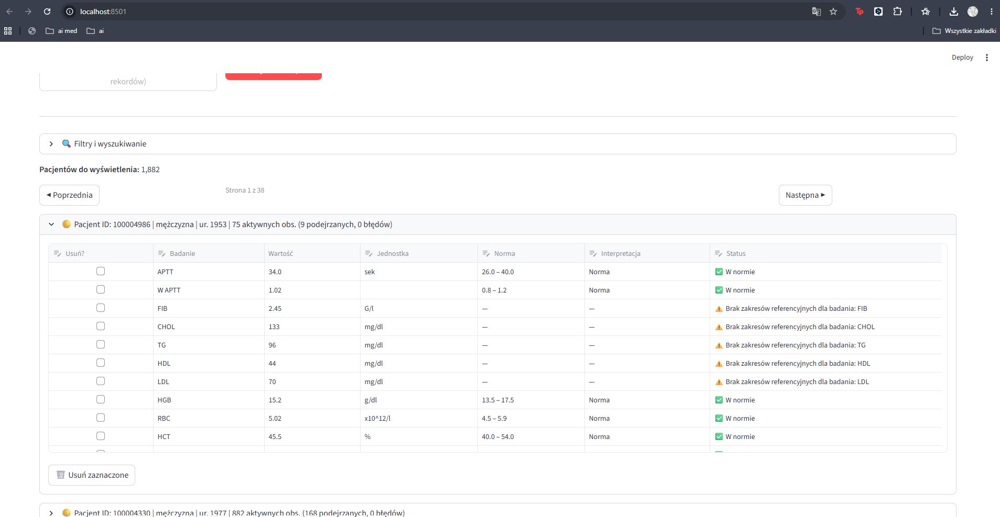 localhost:8501
Tp
ai med
ai
Wszystkie zakładki
Deploy
rekordów)
Filtry i wyszukiwanie
Pacjentów do wyświetlenia: 1,882
◄ Poprzednia
Strona 1 z 38
Następna ►
Pacjent ID: 100004986 | mężczyzna | ur. 1953 | 75 aktywnych obs. (9 podejrzanych, 0 błędów)
Usuń? Badanie Wartość Jednostka Norma Interpretacja Status
APTT 34.0 sek 26.0 – 40.0 Norma W normie
W APTT 1.02 0.8 – 1.2 Norma W normie
FIB 2.45 G/l — — Brak zakresów referencyjnych dla badania: FIB
CHOL 133 mg/dl — — Brak zakresów referencyjnych dla badania: CHOL
TG 96 mg/dl — — Brak zakresów referencyjnych dla badania: TG
HDL 44 mg/dl — — Brak zakresów referencyjnych dla badania: HDL
LDL 70 mg/dl — — Brak zakresów referencyjnych dla badania: LDL
HGB 15.2 g/dl 13.5 – 17.5 Norma W normie
RBC 5.02 x10^12/l 4.5 – 5.9 Norma W normie
HCT 45.5 % 40.0 – 54.0 Norma W normie
Usuń zaznaczone
Pacjent ID: 100004330 | mężczyzna | ur. 1977 | 882 aktywnych obs. (168 podejrzanych, 0 błędów)